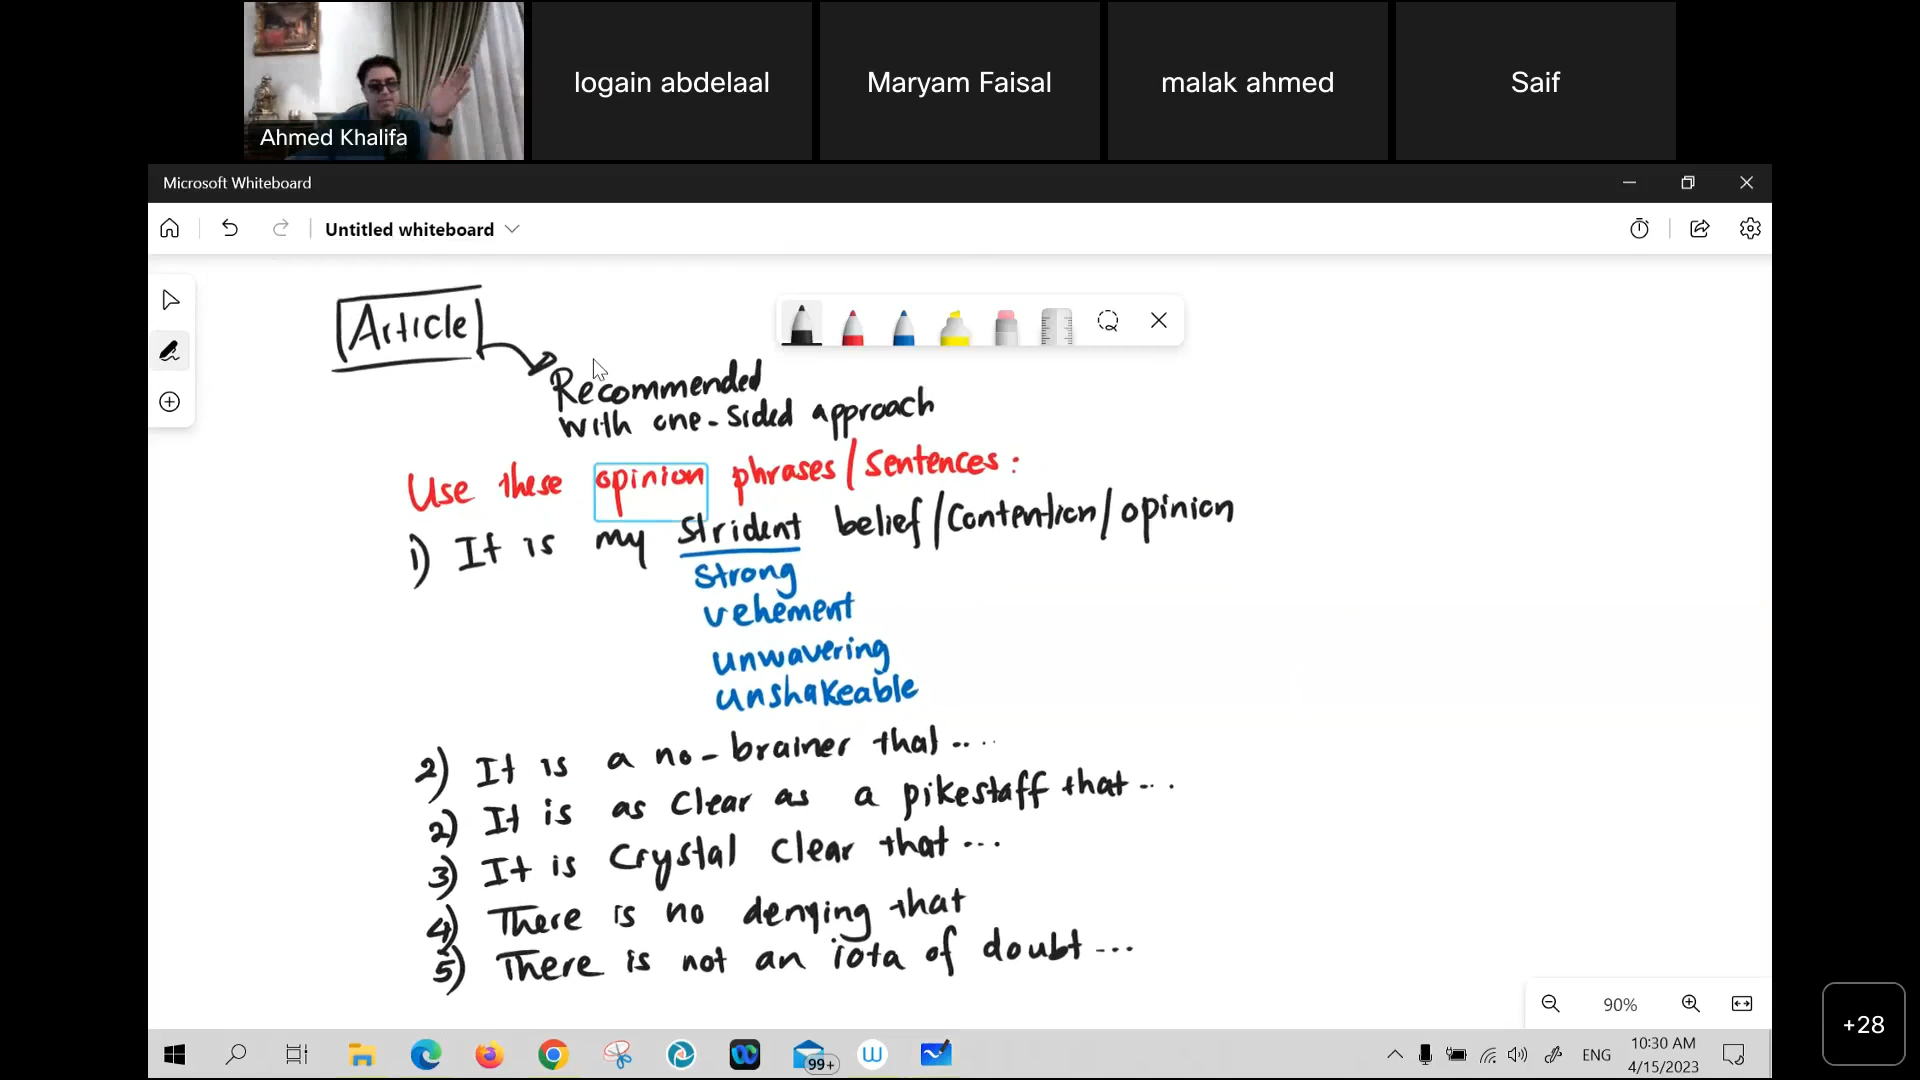 logain abdelaal
Maryam Faisal
malak ahmed
Saif
Ahmed Khalifa
Microsoft Whiteboard
Untitled whiteboard
Article
Recommended
with one-sided approach
Use these opinion phrases/sentences:
1) It is my strident belief/contention/opinion
strong
vehement
unwavering
unshakeable
2) It is a no-brainer that ....
2) It is as clear as a pikestaff that ...
3) It is crystal clear that ...
4) There is no denying that
5) There is not an iota of doubt ...
90%
+28
99+
ENG
10:30 AM
4/15/2023